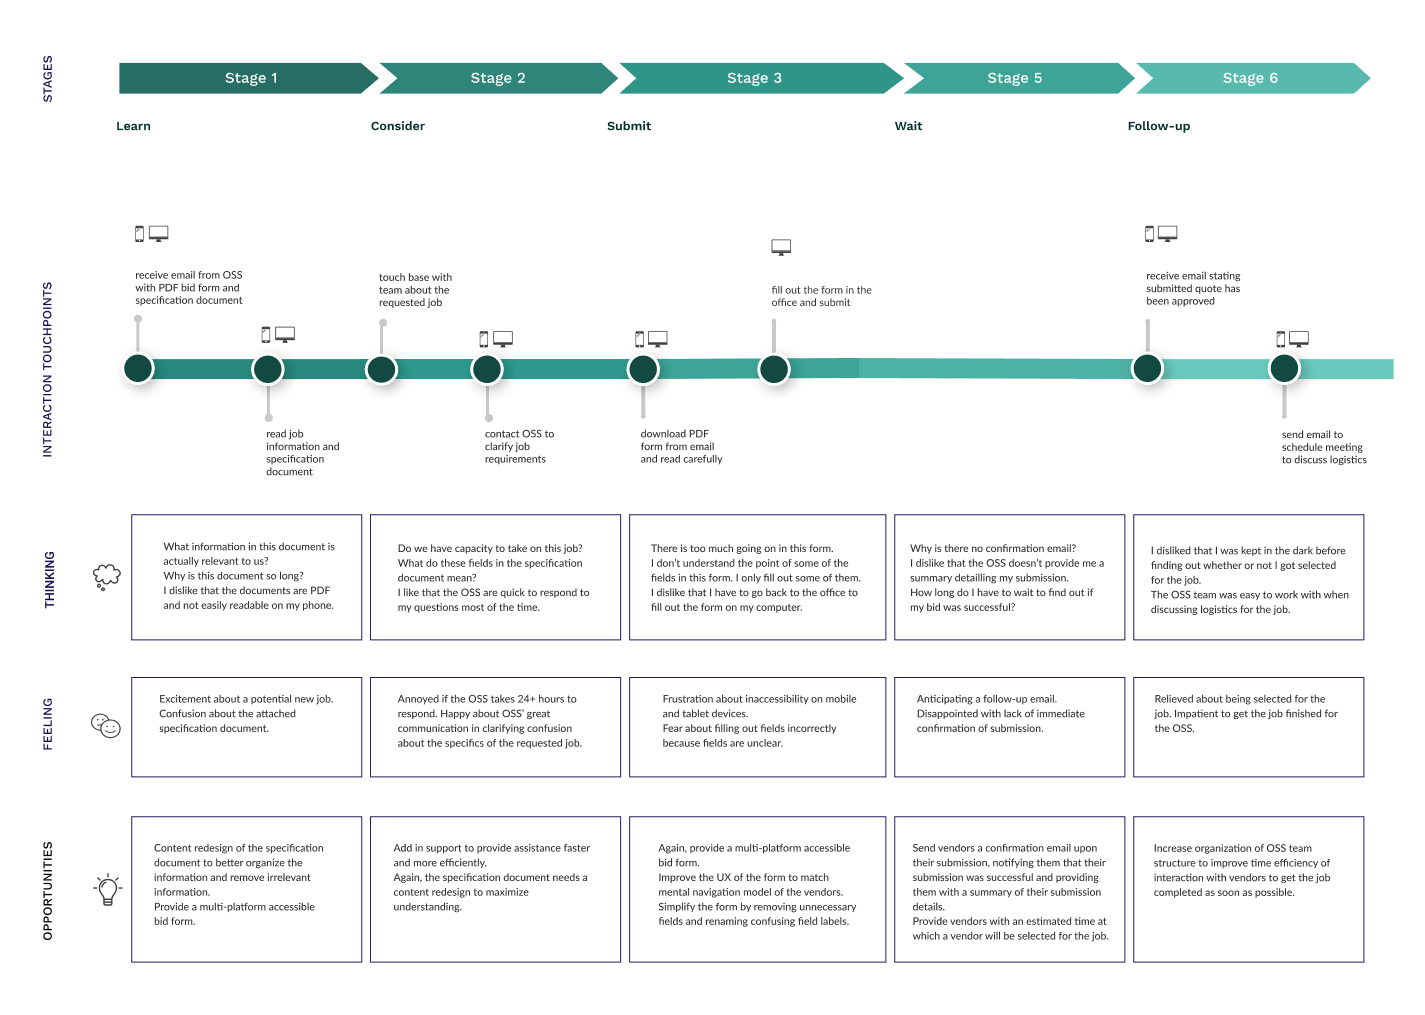 STAGES
Stage 1
Stage 2
Stage 3
Stage 5
Stage 6
Learn
Consider
Submit
Wait
Follow-up
INTERACTION TOUCHPOINTS
receive email from OSS
with PDF bid form and
specification document
touch base with
team about the
requested job
fill out the form in the
office and submit
receive email stating
submitted quote has
been approved
read job
information and
specification
document
contact OSS to
clarify job
requirements
download PDF
form from email
and read carefully
send email to
schedule meeting
to discuss logistics
THINKING
What information in this document is
actually relevant to us?
Why is this document so long?
I dislike that the documents are PDF
and not easily readable on my phone.
Do we have capacity to take on this job?
What do these fields in the specification
document mean?
I like that the OSS are quick to respond to
my questions most of the time.
There is too much going on in this form.
I don't understand the point of some of the
fields in this form. I only fill out some of them.
I dislike that I have to go back to the office to
fill out the form on my computer.
Why is there no confirmation email?
I dislike that the OSS doesn't provide me a
summary detailling my submission.
How long do I have to wait to find out if
my bid was successful?
I disliked that I was kept in the dark before
finding out whether or not I got selected
for the job.
The OSS team was easy to work with when
discussing logistics for the job.
FEELING
Excitement about a potential new job.
Confusion about the attached
specification document.
Annoyed if the OSS takes 24+ hours to
respond. Happy about OSS' great
communication in clarifying confusion
about the specifics of the requested job.
Frustration about inaccessibility on mobile
and tablet devices.
Fear about filling out fields incorrectly
because fields are unclear.
Anticipating a follow-up email.
Disappointed with lack of immediate
confirmation of submission.
Relieved about being selected for the
job. Impatient to get the job finished for
the OSS.
OPPORTUNITIES
Content redesign of the specification
document to better organize the
information and remove irrelevant
information.
Provide a multi-platform accessible
bid form.
Add in support to provide assistance faster
and more efficiently.
Again, the specification document needs a
content redesign to maximize
understanding.
Again, provide a multi-platform accessible
bid form.
Improve the UX of the form to match
mental navigation model of the vendors.
Simplify the form by removing unnecessary
fields and renaming confusing field labels.
Send vendors a confirmation email upon
their submission, notifying them that their
submission was successful and providing
them with a summary of their submission
details.
Provide vendors with an estimated time at
which a vendor will be selected for the job.
Increase organization of OSS team
structure to improve time efficiency of
interaction with vendors to get the job
completed as soon as possible.